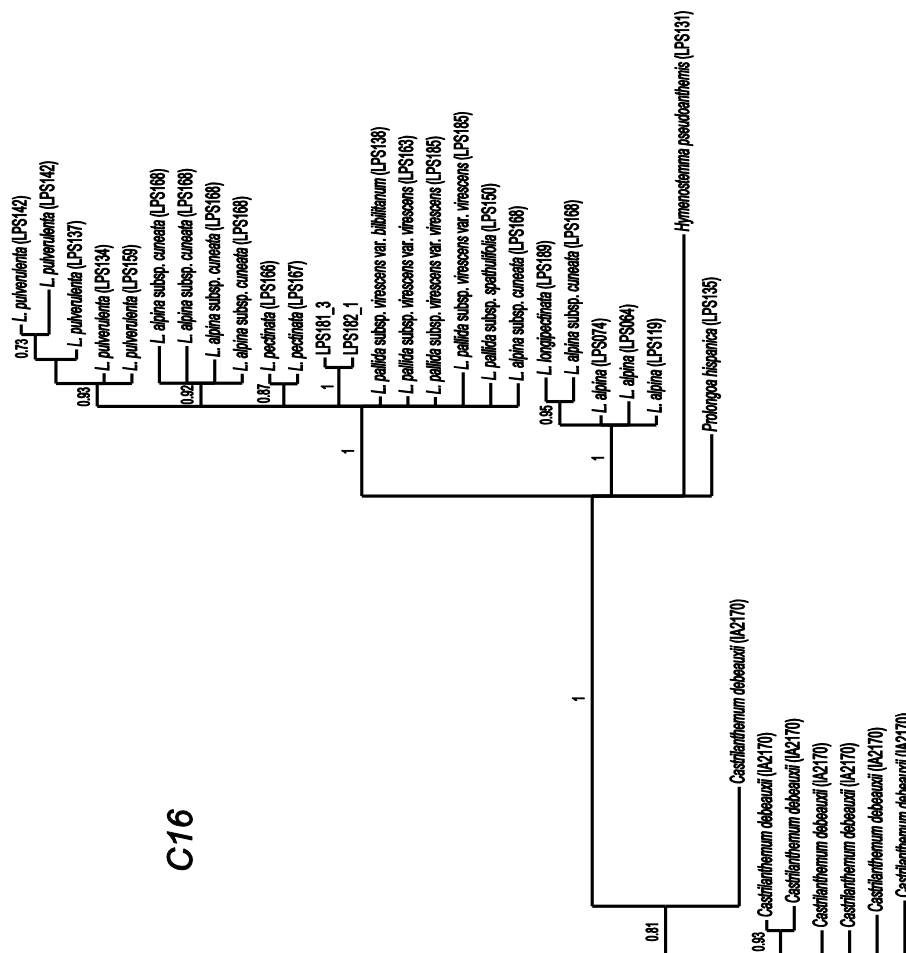 L. pulverulenta (LPS142)
L. pulverulenta (LPS142)
0.73
L. pulverulenta (LPS137)
L. pulverulenta (LPS134)
L. pulverulenta (LPS159)
0.93
L. alpina subsp. cuneata (LPS168)
L. alpina subsp. cuneata (LPS168)
L. alpina subsp. cuneata (LPS168)
L. alpina subsp. cuneata (LPS168)
0.92
L. pectinata (LPS166)
L. pectinata (LPS167)
0.87
LPS181_3
LPS182_1
1
L. pallida subsp. virescens var. bilbilitanum (LPS138)
L. pallida subsp. virescens var. virescens (LPS163)
L. pallida subsp. virescens var. virescens (LPS185)
L. pallida subsp. virescens var. virescens (LPS185)
L. pallida subsp. spathulifolia (LPS150)
L. alpina subsp. cuneata (LPS168)
1
L. longipectinata (LPS189)
L. alpina subsp. cuneata (LPS168)
0.95
L. alpina (LPS074)
L. alpina (LPS064)
L. alpina (LPS119)
1
Hymenostemma pseudoanthemis (LPS131)
Prolongoa hispanica (LPS135)
1
Castrilanthemum debeauxii (IA2170)
0.81
Castrilanthemum debeauxii (IA2170)
Castrilanthemum debeauxii (IA2170)
0.93
Castrilanthemum debeauxii (IA2170)
Castrilanthemum debeauxii (IA2170)
Castrilanthemum debeauxii (IA2170)
Castrilanthemum debeauxii (IA2170)
C16